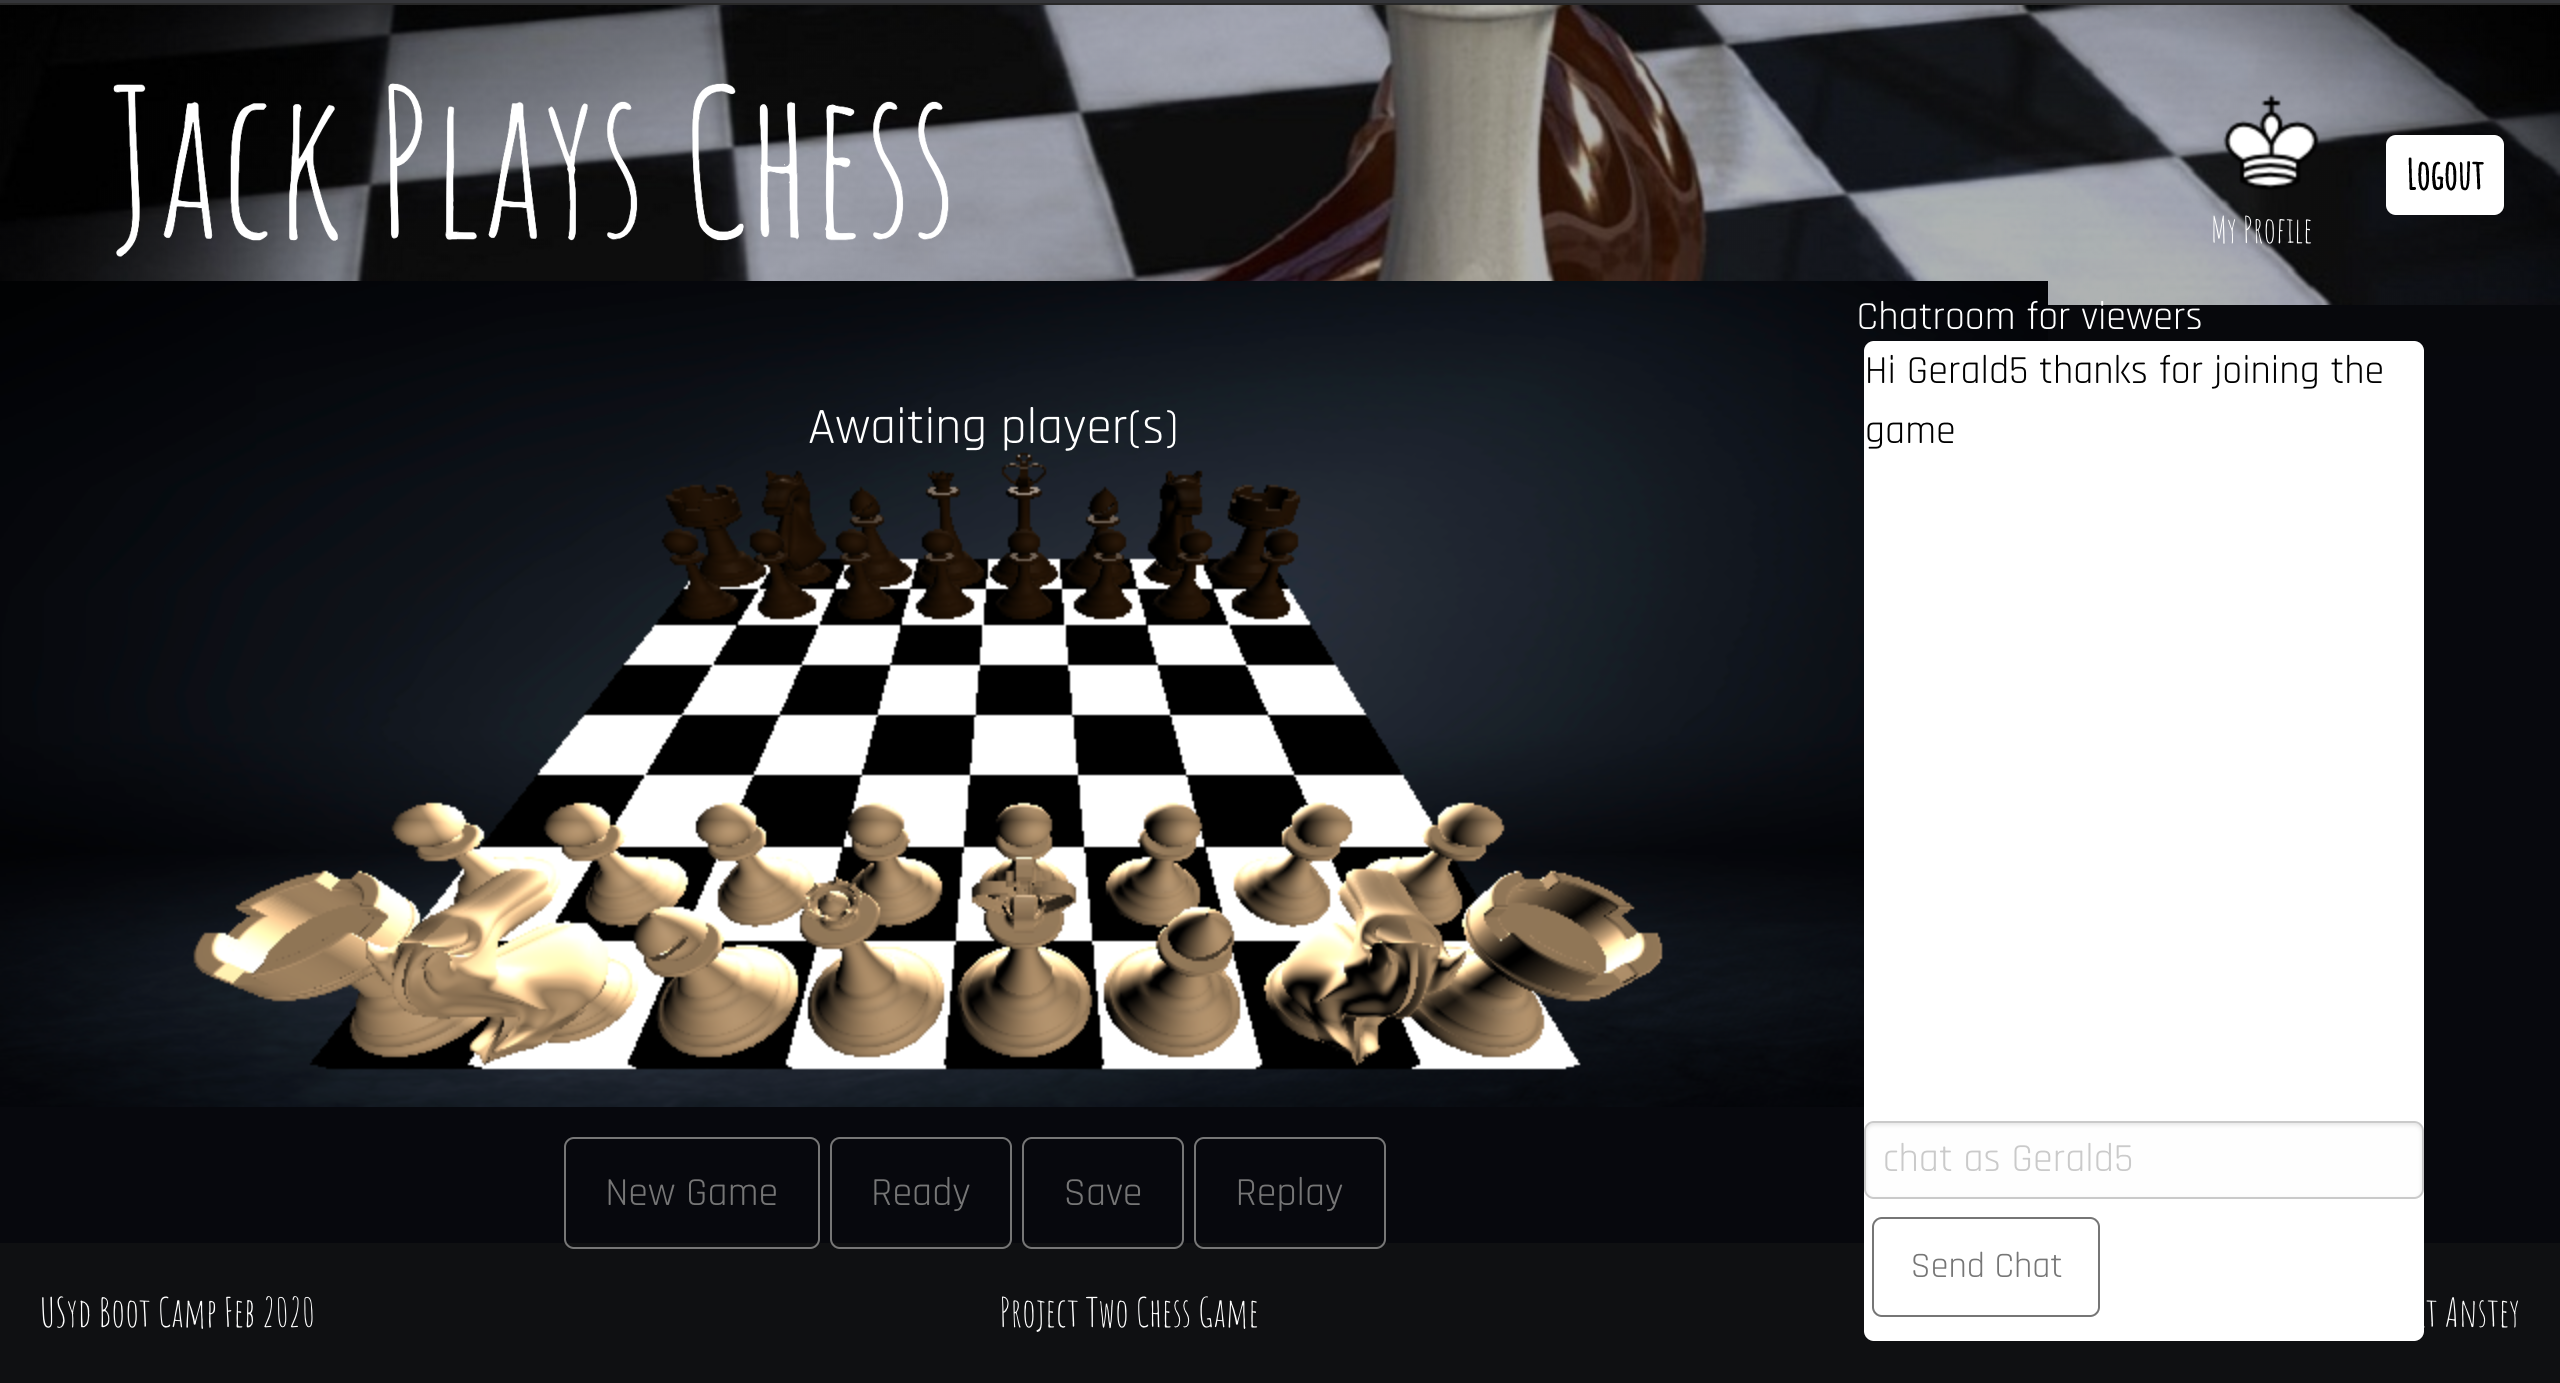 Jack Plays Chess
My Profile
Logout
Chatroom for viewers
Hi Gerald5 thanks for joining the
game
Awaiting player(s)
chat as Gerald5
New Game
Ready
Save
Replay
Send Chat
USyd Boot Camp Feb 2020
Project Two Chess Game
Anstey